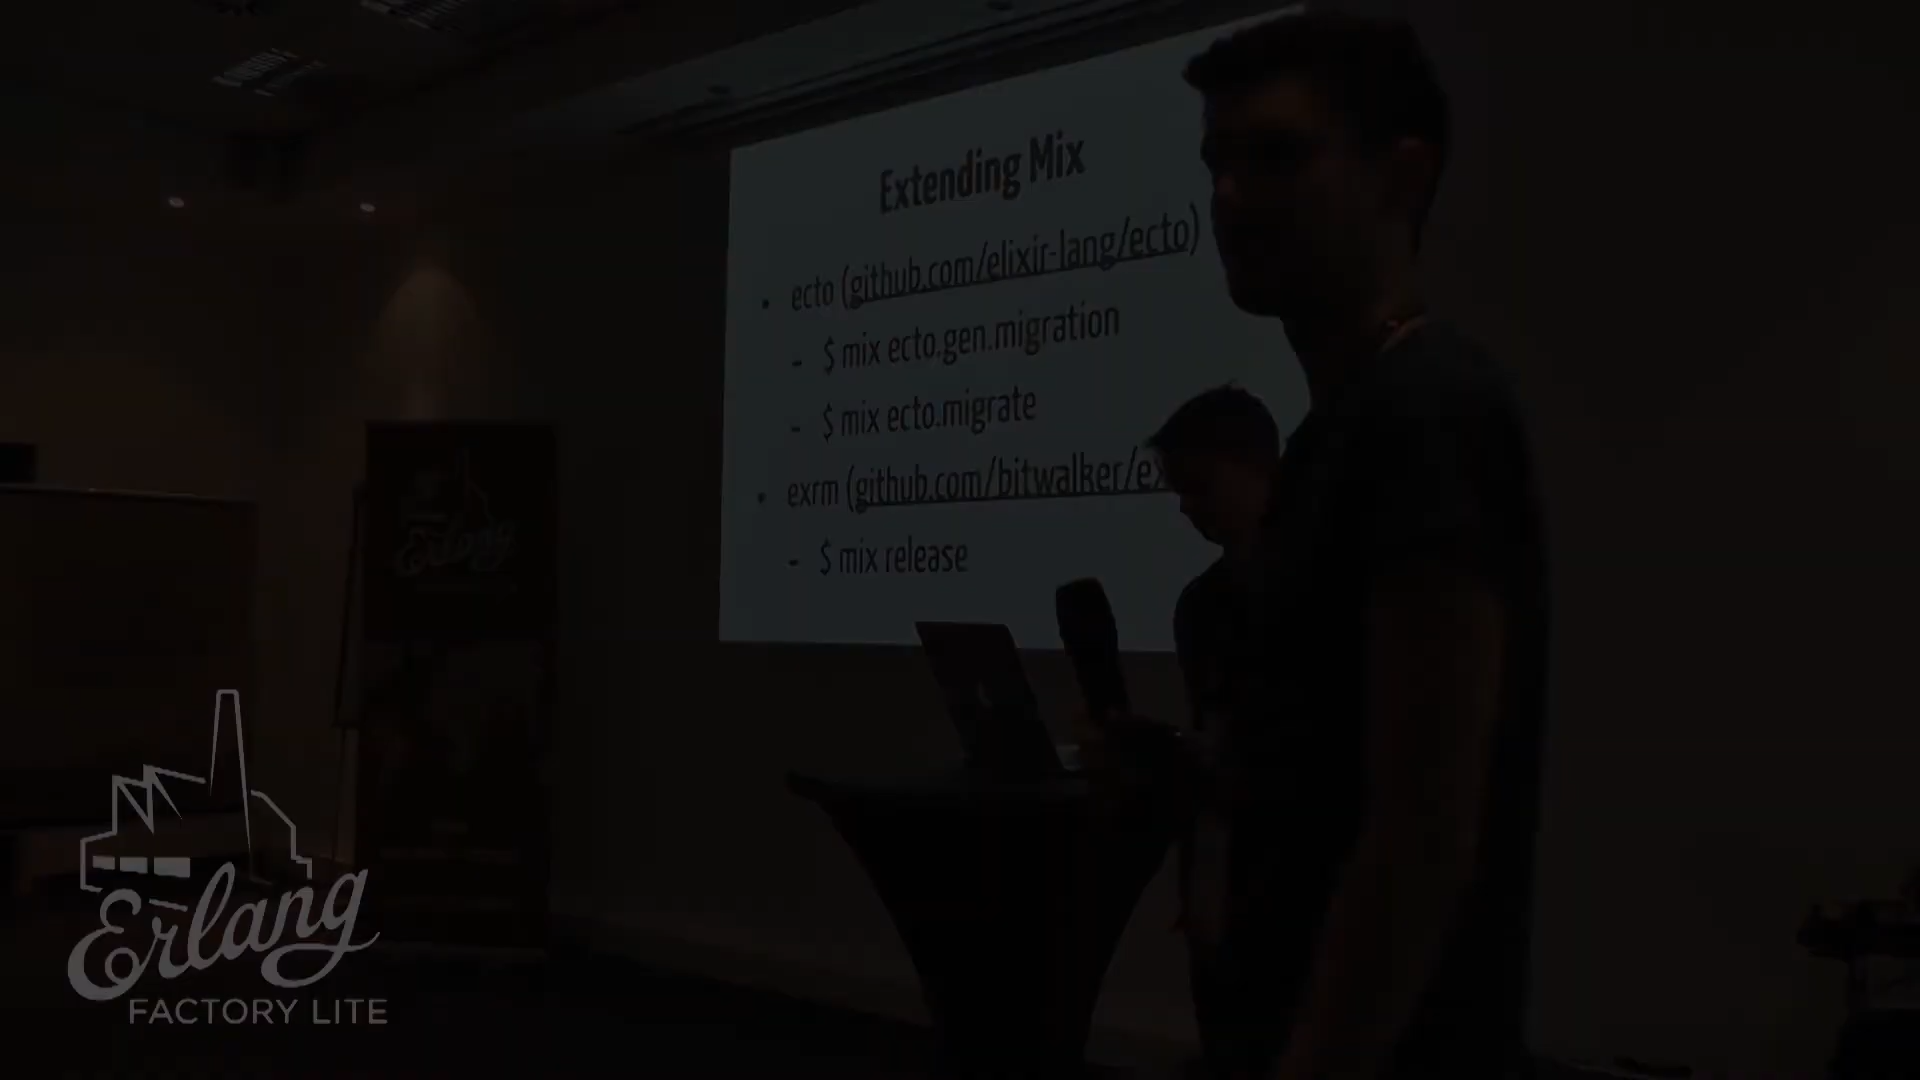 Extending Mix
• ecto (github.com/elixir-lang/ecto)
- $ mix ecto.gen.migration
- $ mix ecto.migrate
• exrm (github.com/bitwalker/ex
- $ mix release
Erlang
Erlang
FACTORY LITE